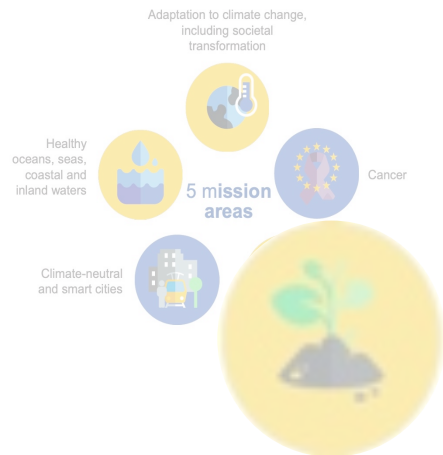 Adaptation to climate change,
including societal
transformation
Healthy
oceans, seas,
coastal and
inland waters
5 mission
areas
Cancer
Climate-neutral
and smart cities